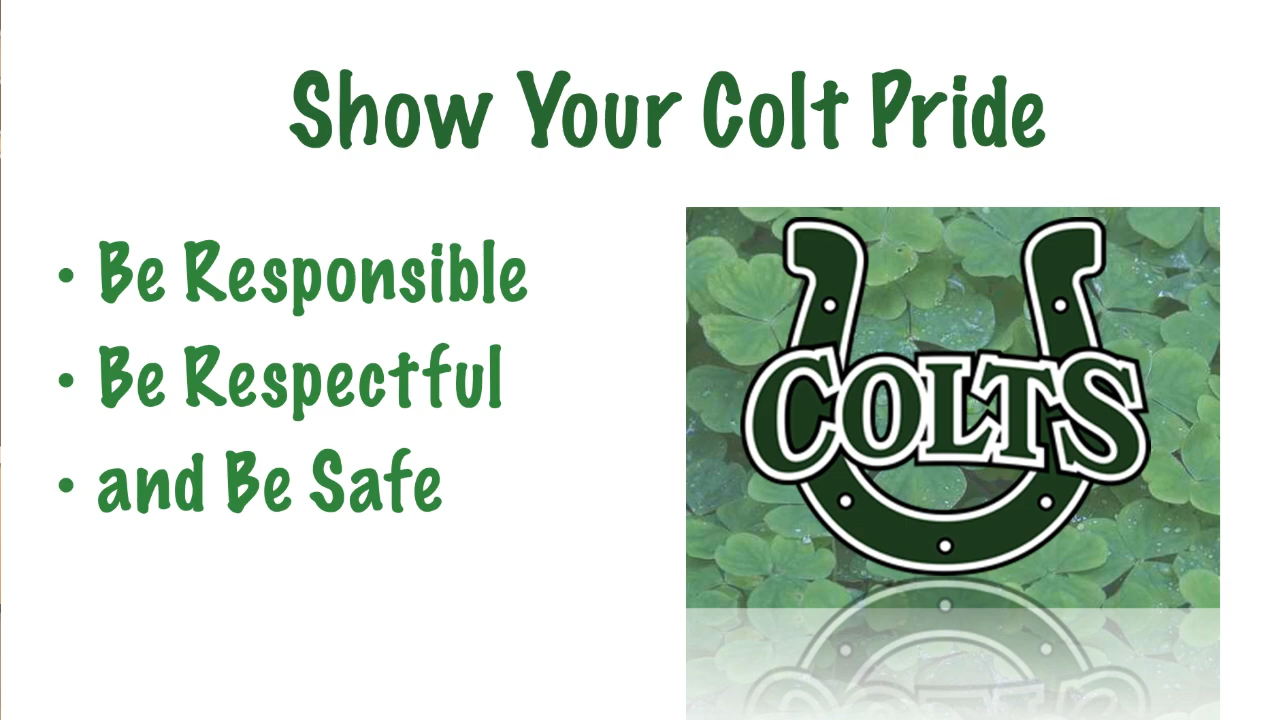 Show Your Colt Pride
• Be Responsible
• Be Respectful
• and Be Safe
COLTS